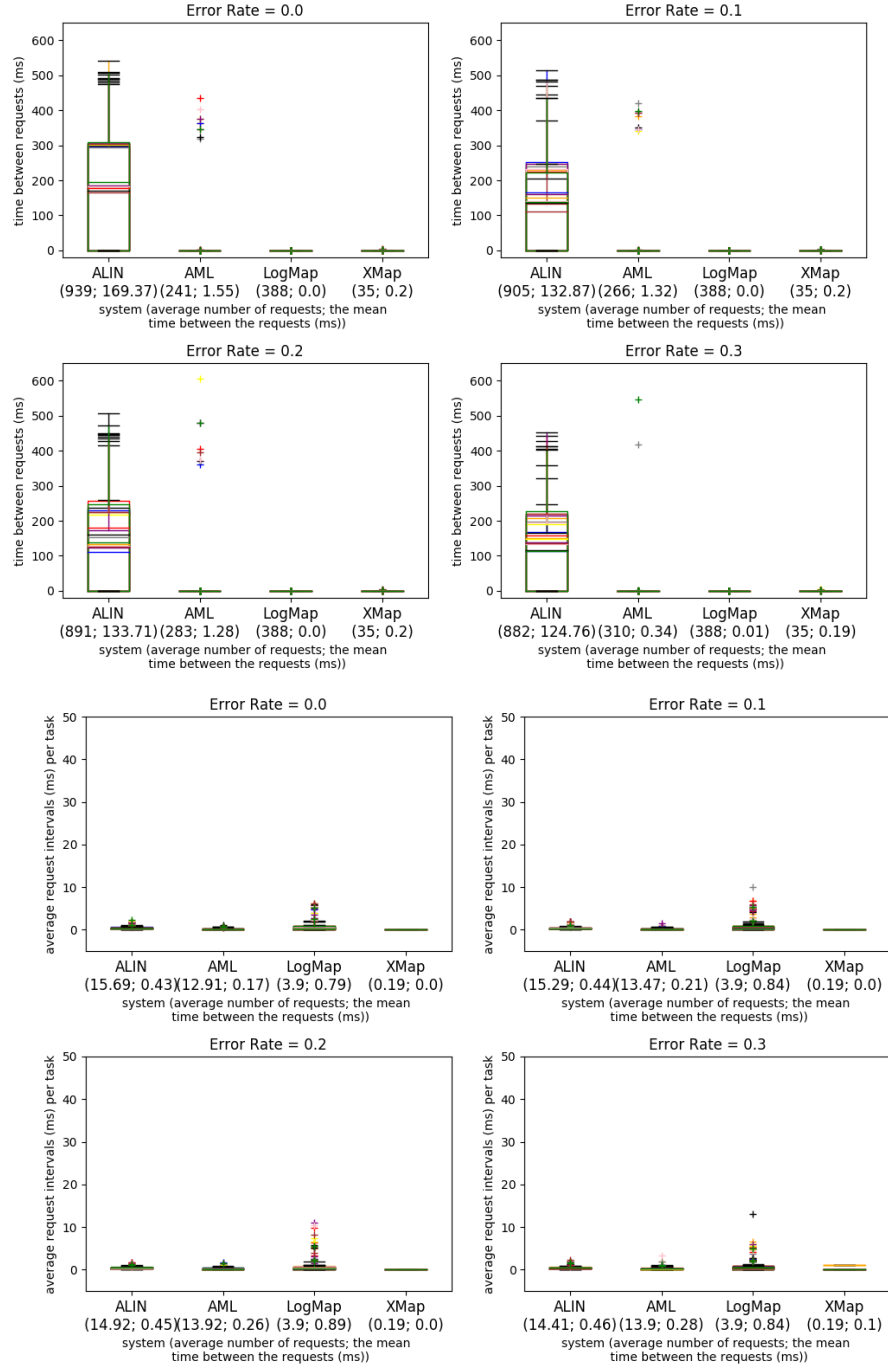 Error Rate = 0.0
600
500
400
300
200
100
0
time between requests (ms)
ALIN AML LogMap XMap
(939; 169.37) (241; 1.55) (388; 0.0) (35; 0.2)
system (average number of requests; the mean
time between the requests (ms))
Error Rate = 0.1
600
500
400
300
200
100
0
time between requests (ms)
ALIN AML LogMap XMap
(905; 132.87) (266; 1.32) (388; 0.0) (35; 0.2)
system (average number of requests; the mean
time between the requests (ms))
Error Rate = 0.2
600
500
400
300
200
100
0
time between requests (ms)
ALIN AML LogMap XMap
(891; 133.71) (283; 1.28) (388; 0.0) (35; 0.2)
system (average number of requests; the mean
time between the requests (ms))
Error Rate = 0.3
600
500
400
300
200
100
0
time between requests (ms)
ALIN AML LogMap XMap
(882; 124.76) (310; 0.34) (388; 0.01) (35; 0.19)
system (average number of requests; the mean
time between the requests (ms))
Error Rate = 0.0
50
40
30
20
10
0
average request intervals (ms) per task
ALIN AML LogMap XMap
(15.69; 0.43)(12.91; 0.17) (3.9; 0.79) (0.19; 0.0)
system (average number of requests; the mean
time between the requests (ms))
Error Rate = 0.1
50
40
30
20
10
0
average request intervals (ms) per task
ALIN AML LogMap XMap
(15.29; 0.44)(13.47; 0.21) (3.9; 0.84) (0.19; 0.0)
system (average number of requests; the mean
time between the requests (ms))
Error Rate = 0.2
50
40
30
20
10
0
average request intervals (ms) per task
ALIN AML LogMap XMap
(14.92; 0.45)(13.92; 0.26) (3.9; 0.89) (0.19; 0.0)
system (average number of requests; the mean
time between the requests (ms))
Error Rate = 0.3
50
40
30
20
10
0
average request intervals (ms) per task
ALIN AML LogMap XMap
(14.41; 0.46) (13.9; 0.28) (3.9; 0.84) (0.19; 0.1)
system (average number of requests; the mean
time between the requests (ms))